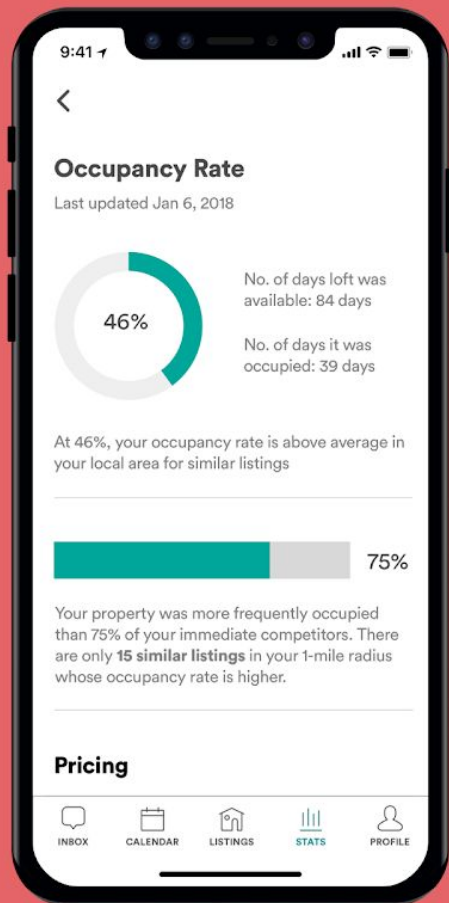 9:41
Occupancy Rate
Last updated Jan 6, 2018
46%
No. of days loft was
available: 84 days
No. of days it was
occupied: 39 days
At 46%, your occupancy rate is above average in
your local area for similar listings
75%
Your property was more frequently occupied
than 75% of your immediate competitors. There
are only 15 similar listings in your 1-mile radius
whose occupancy rate is higher.
Pricing
INBOX CALENDAR LISTINGS STATS PROFILE